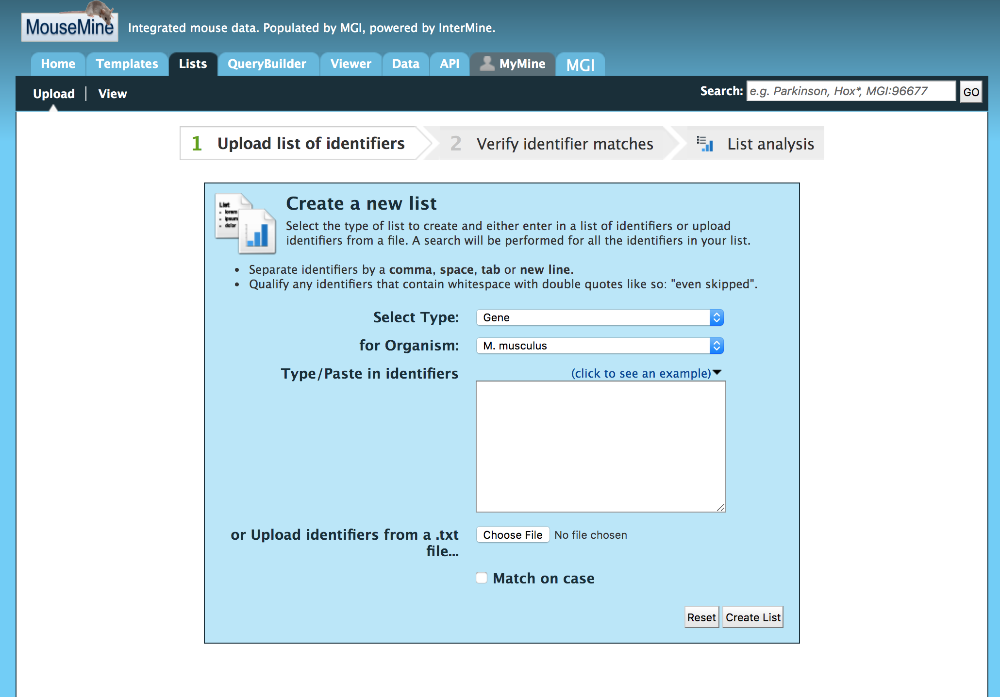 MouseMine
Integrated mouse data. Populated by MGI, powered by InterMine.
Home
Templates
Lists
QueryBuilder
Viewer
Data
API
MyMine
MGI
Upload
View
Search:
e.g. Parkinson, Hox*, MGI:96677
GO
1 Upload list of identifiers
2 Verify identifier matches
List analysis
List
lorem
ipsum
dolor
Create a new list
Select the type of list to create and either enter in a list of identifiers or upload
identifiers from a file. A search will be performed for all the identifiers in your list.
• Separate identifiers by a comma, space, tab or new line.
• Qualify any identifiers that contain whitespace with double quotes like so: "even skipped".
Select Type:
Gene
for Organism:
M. musculus
Type/Paste in identifiers
(click to see an example)
or Upload identifiers from a .txt
file...
Choose File
No file chosen
Match on case
Reset
Create List